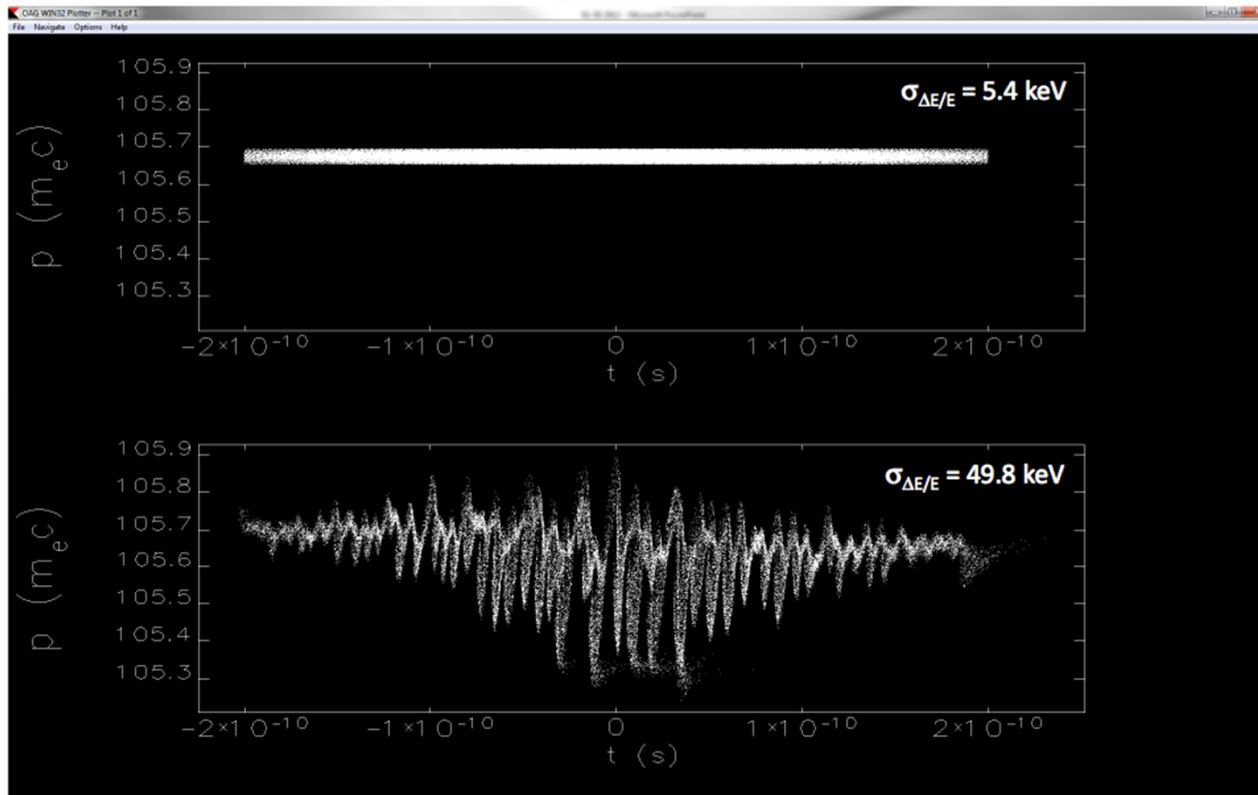 OAG WIN32 Plotter -- Plot 1 of 1
File Navigate Options Help
σΔE/E = 5.4 keV
p (mec)
105.9
105.8
105.7
105.6
105.5
105.4
105.3
−2×10−10 −1×10−10 0 1×10−10 2×10−10
t (s)
σΔE/E = 49.8 keV
p (mec)
105.9
105.8
105.7
105.6
105.5
105.4
105.3
−2×10−10 −1×10−10 0 1×10−10 2×10−10
t (s)